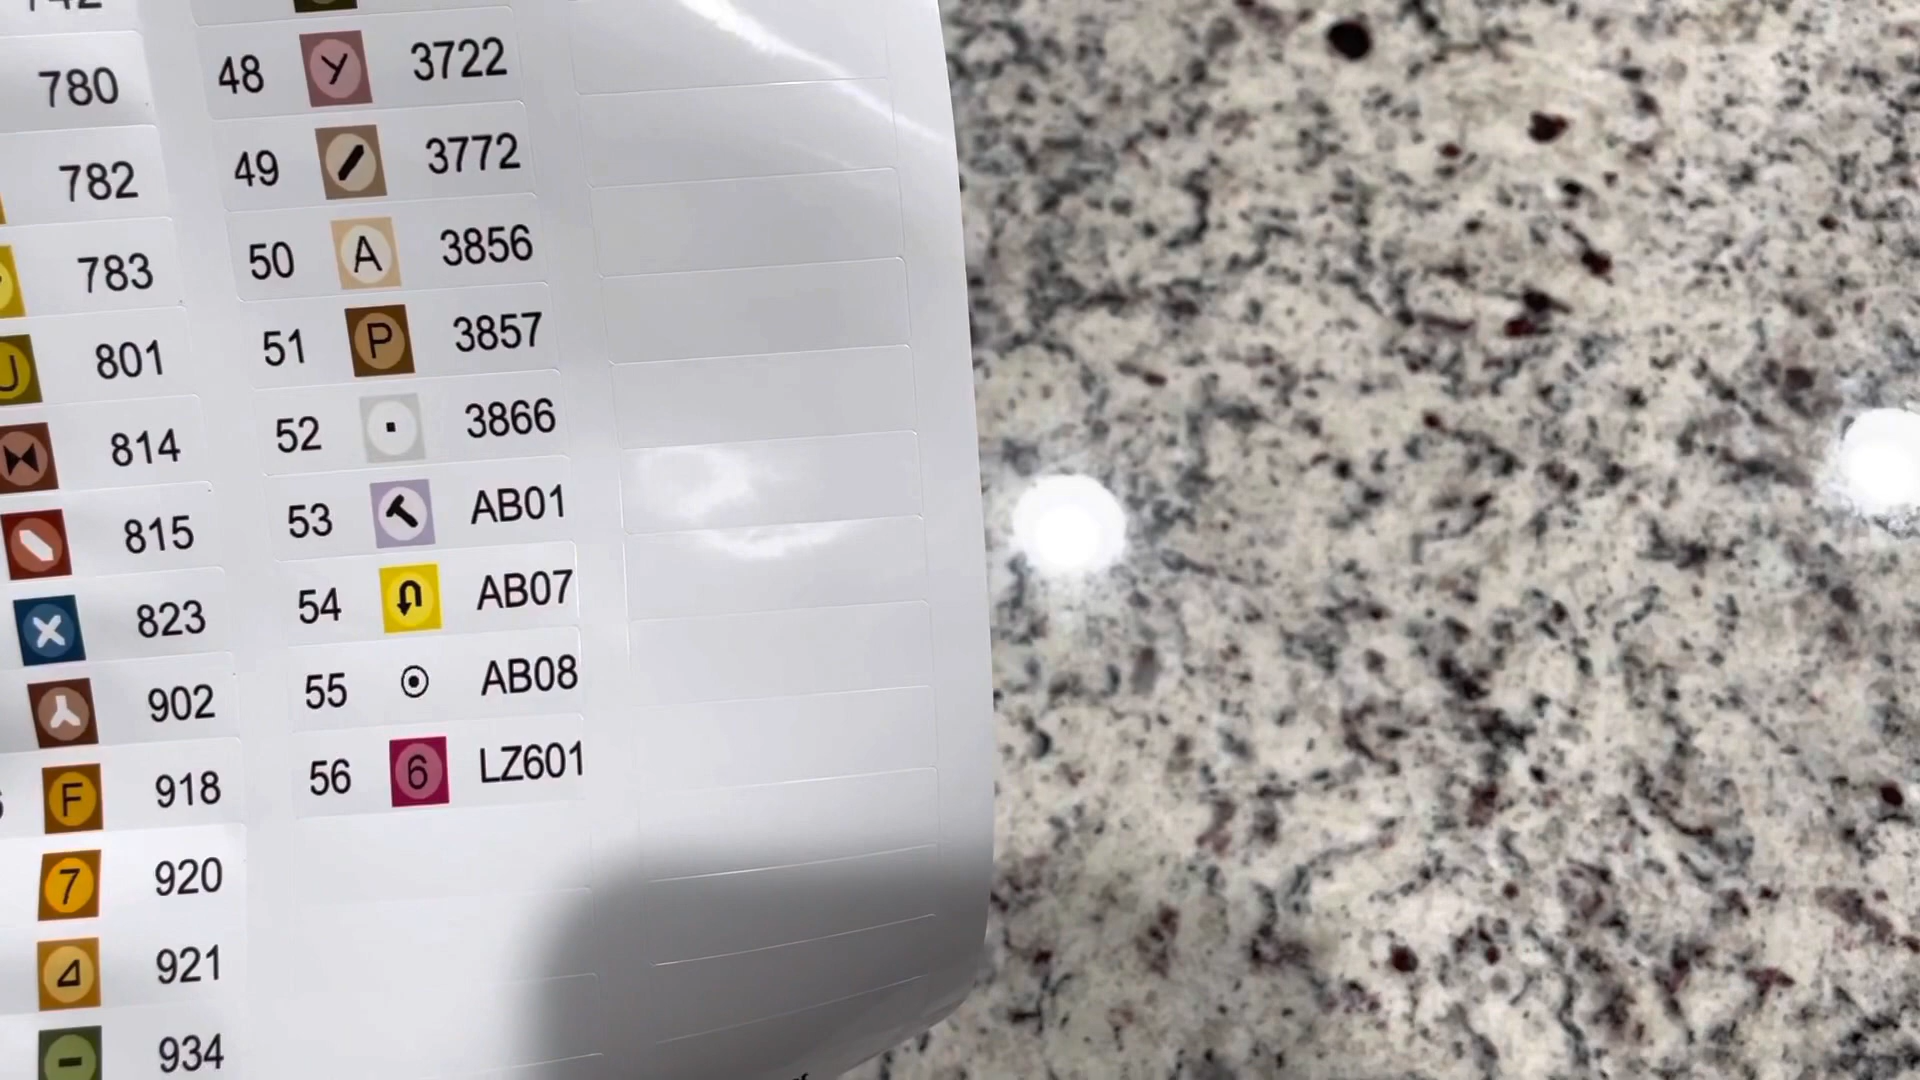 780
782
783
U 801
814
815
823
902
F 918
7 920
921
934
48 Y 3722
49 3772
50 A 3856
51 P 3857
52 3866
53 AB01
54 AB07
55 AB08
56 6 LZ601